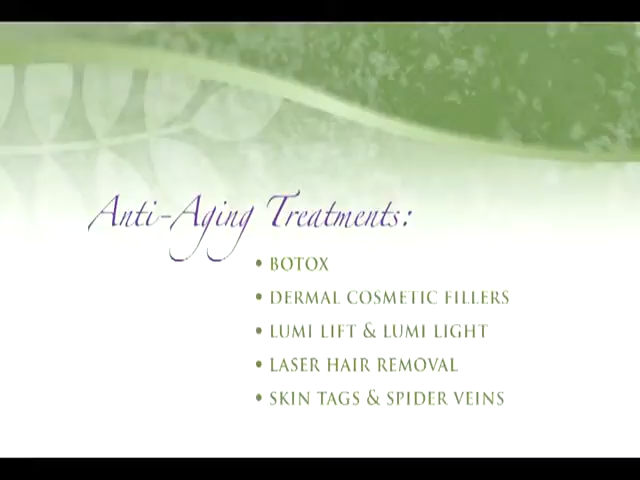 Anti-Aging Treatments:
• BOTOX
• DERMAL COSMETIC FILLERS
• LUMI LIFT & LUMI LIGHT
• LASER HAIR REMOVAL
• SKIN TAGS & SPIDER VEINS